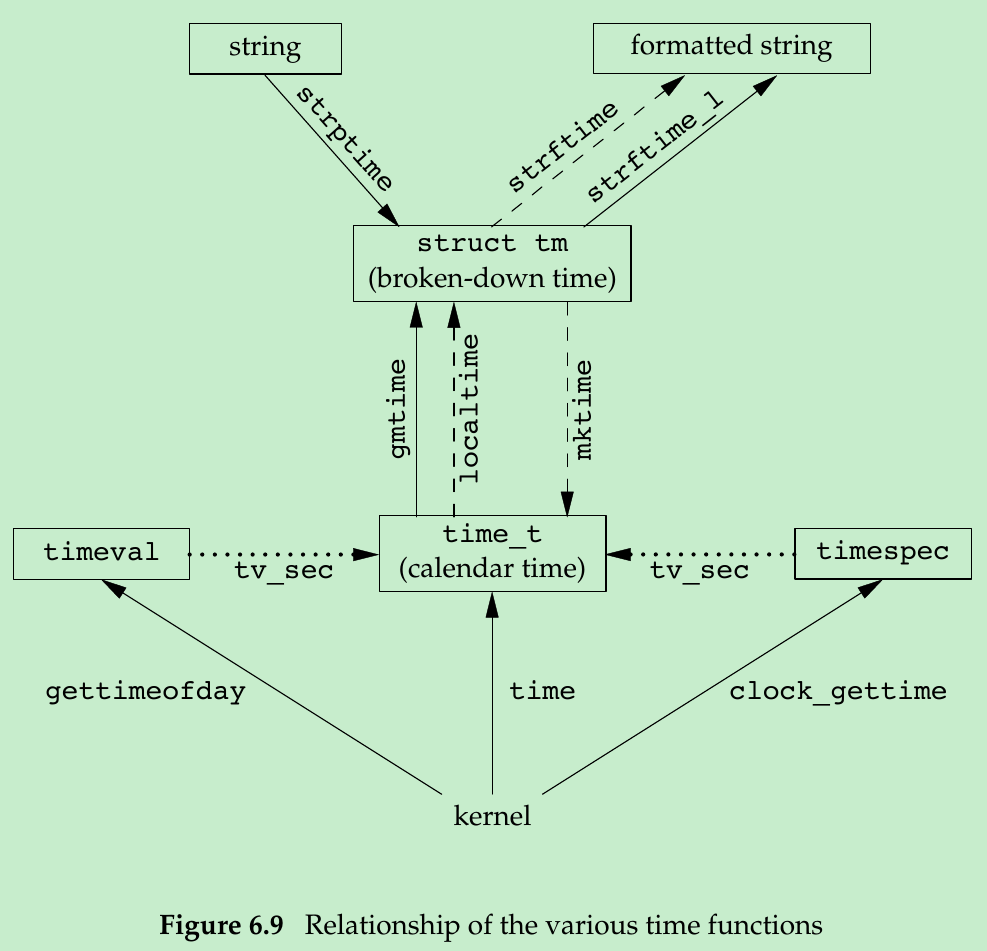 string
formatted string
strptime
strftime
strftime_l
struct tm
(broken-down time)
gmtime
localtime
mktime
timeval
tv_sec
time_t
(calendar time)
tv_sec
timespec
gettimeofday
time
clock_gettime
kernel
Figure 6.9 Relationship of the various time functions